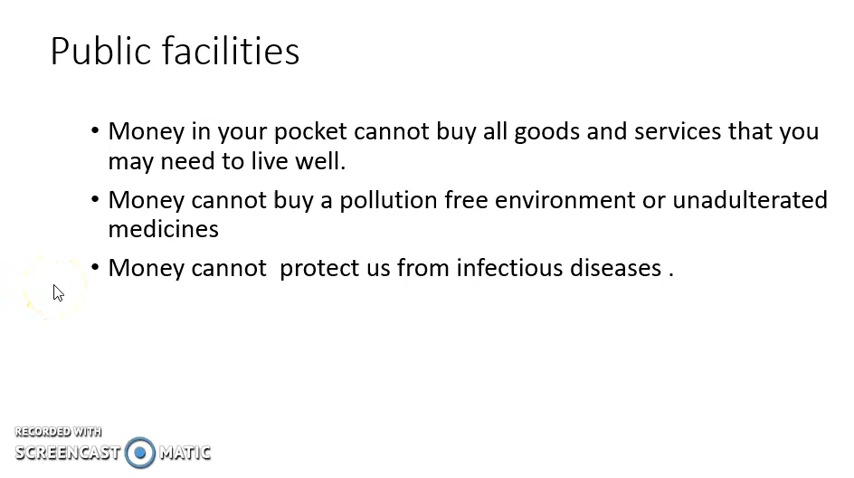 Public facilities
• Money in your pocket cannot buy all goods and services that you
may need to live well.
• Money cannot buy a pollution free environment or unadulterated
medicines
• Money cannot  protect us from infectious diseases .
RECORDED WITH
SCREENCAST MATIC